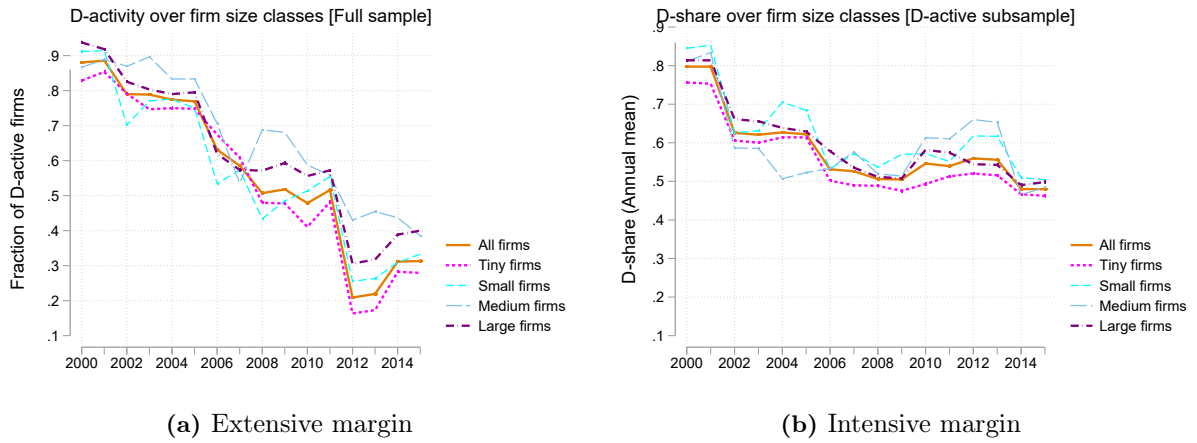 D-activity over firm size classes [Full sample]
Fraction of D-active firms
.9
.8
.7
.6
.5
.4
.3
.2
.1
2000 2002 2004 2006 2008 2010 2012 2014
All firms
Tiny firms
Small firms
Medium firms
Large firms
(a) Extensive margin
D-share over firm size classes [D-active subsample]
D-share (Annual mean)
.9
.8
.7
.6
.5
.4
.3
.2
.1
2000 2002 2004 2006 2008 2010 2012 2014
All firms
Tiny firms
Small firms
Medium firms
Large firms
(b) Intensive margin